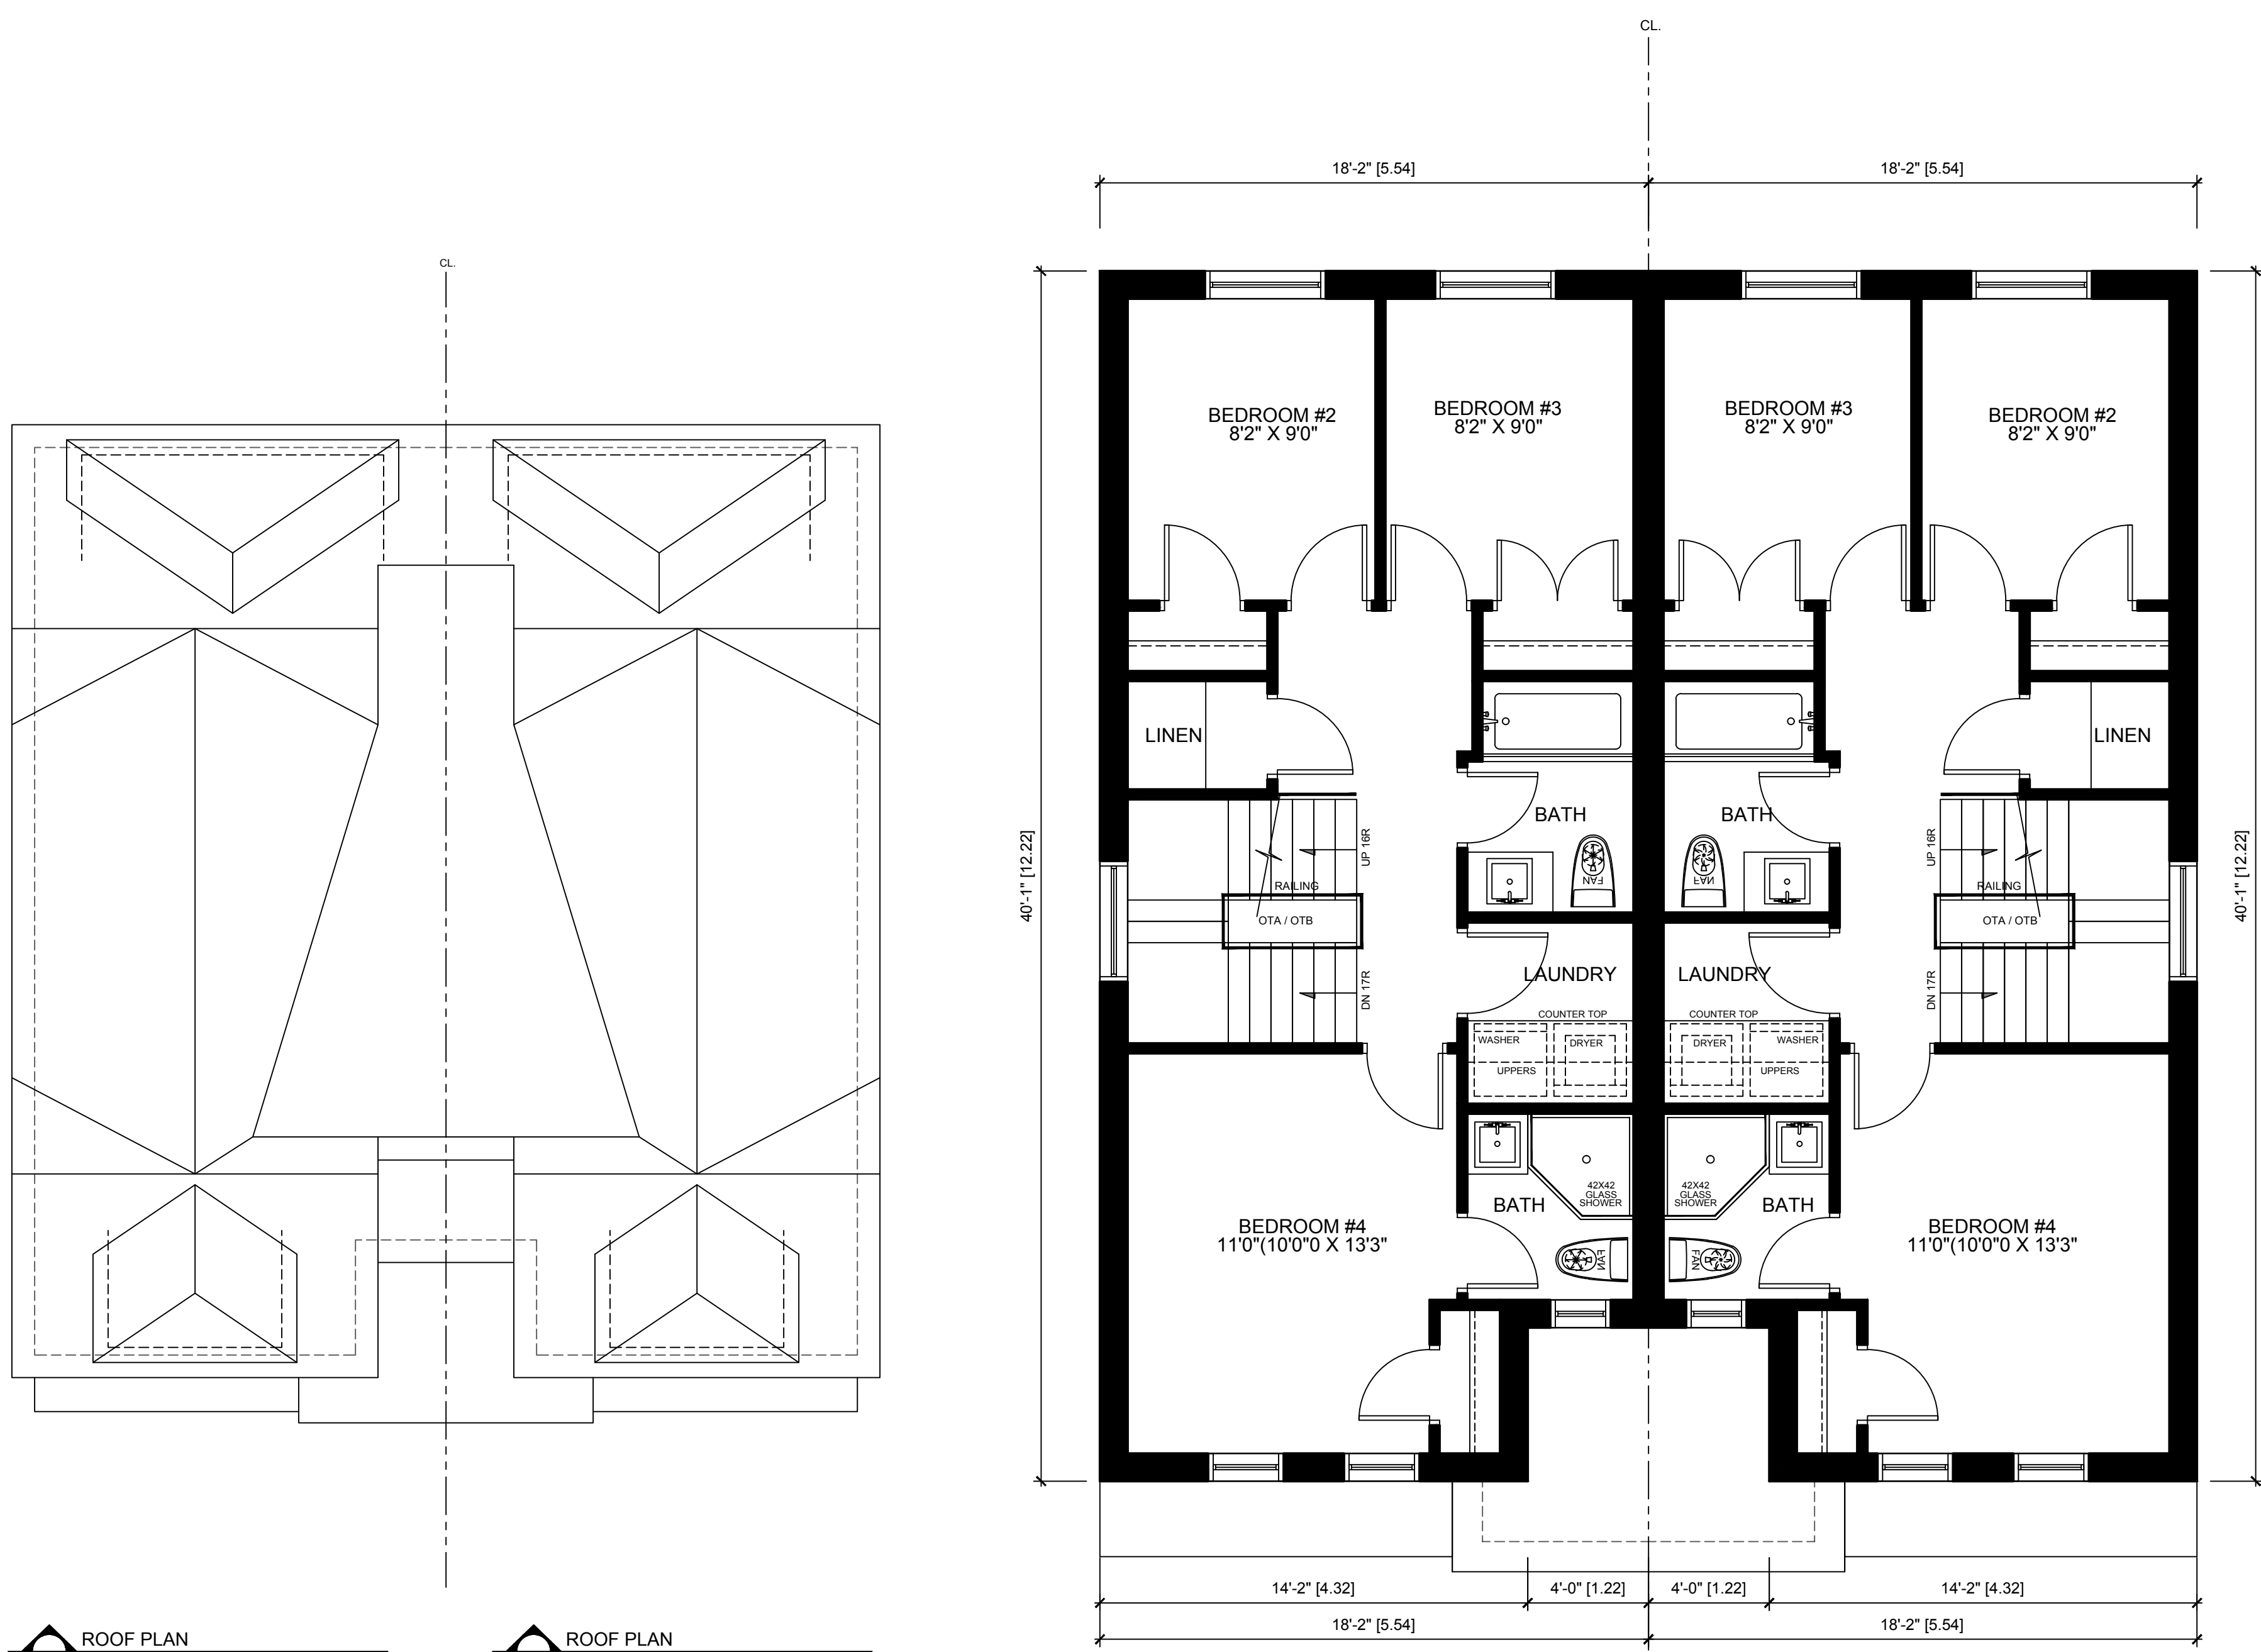 CL.
18'-2" [5.54]
18'-2" [5.54]
CL.
BEDROOM #2
8'2" X 9'0"
BEDROOM #3
8'2" X 9'0"
BEDROOM #3
8'2" X 9'0"
BEDROOM #2
8'2" X 9'0"
LINEN
LINEN
BATH
BATH
UP 16R
UP 16R
FAN
FAN
RAILING
RAILING
OTA / OTB
OTA / OTB
40'-1" [12.22]
40'-1" [12.22]
DN 17R
DN 17R
LAUNDRY
LAUNDRY
COUNTER TOP
COUNTER TOP
WASHER
DRYER
DRYER
WASHER
UPPERS
UPPERS
42X42
GLASS
SHOWER
42X42
GLASS
SHOWER
BATH
BATH
FAN
FAN
BEDROOM #4
11'0"(10'0"0 X 13'3"
BEDROOM #4
11'0"(10'0"0 X 13'3"
14'-2" [4.32]
4'-0" [1.22]
4'-0" [1.22]
14'-2" [4.32]
18'-2" [5.54]
18'-2" [5.54]
ROOF PLAN
ROOF PLAN